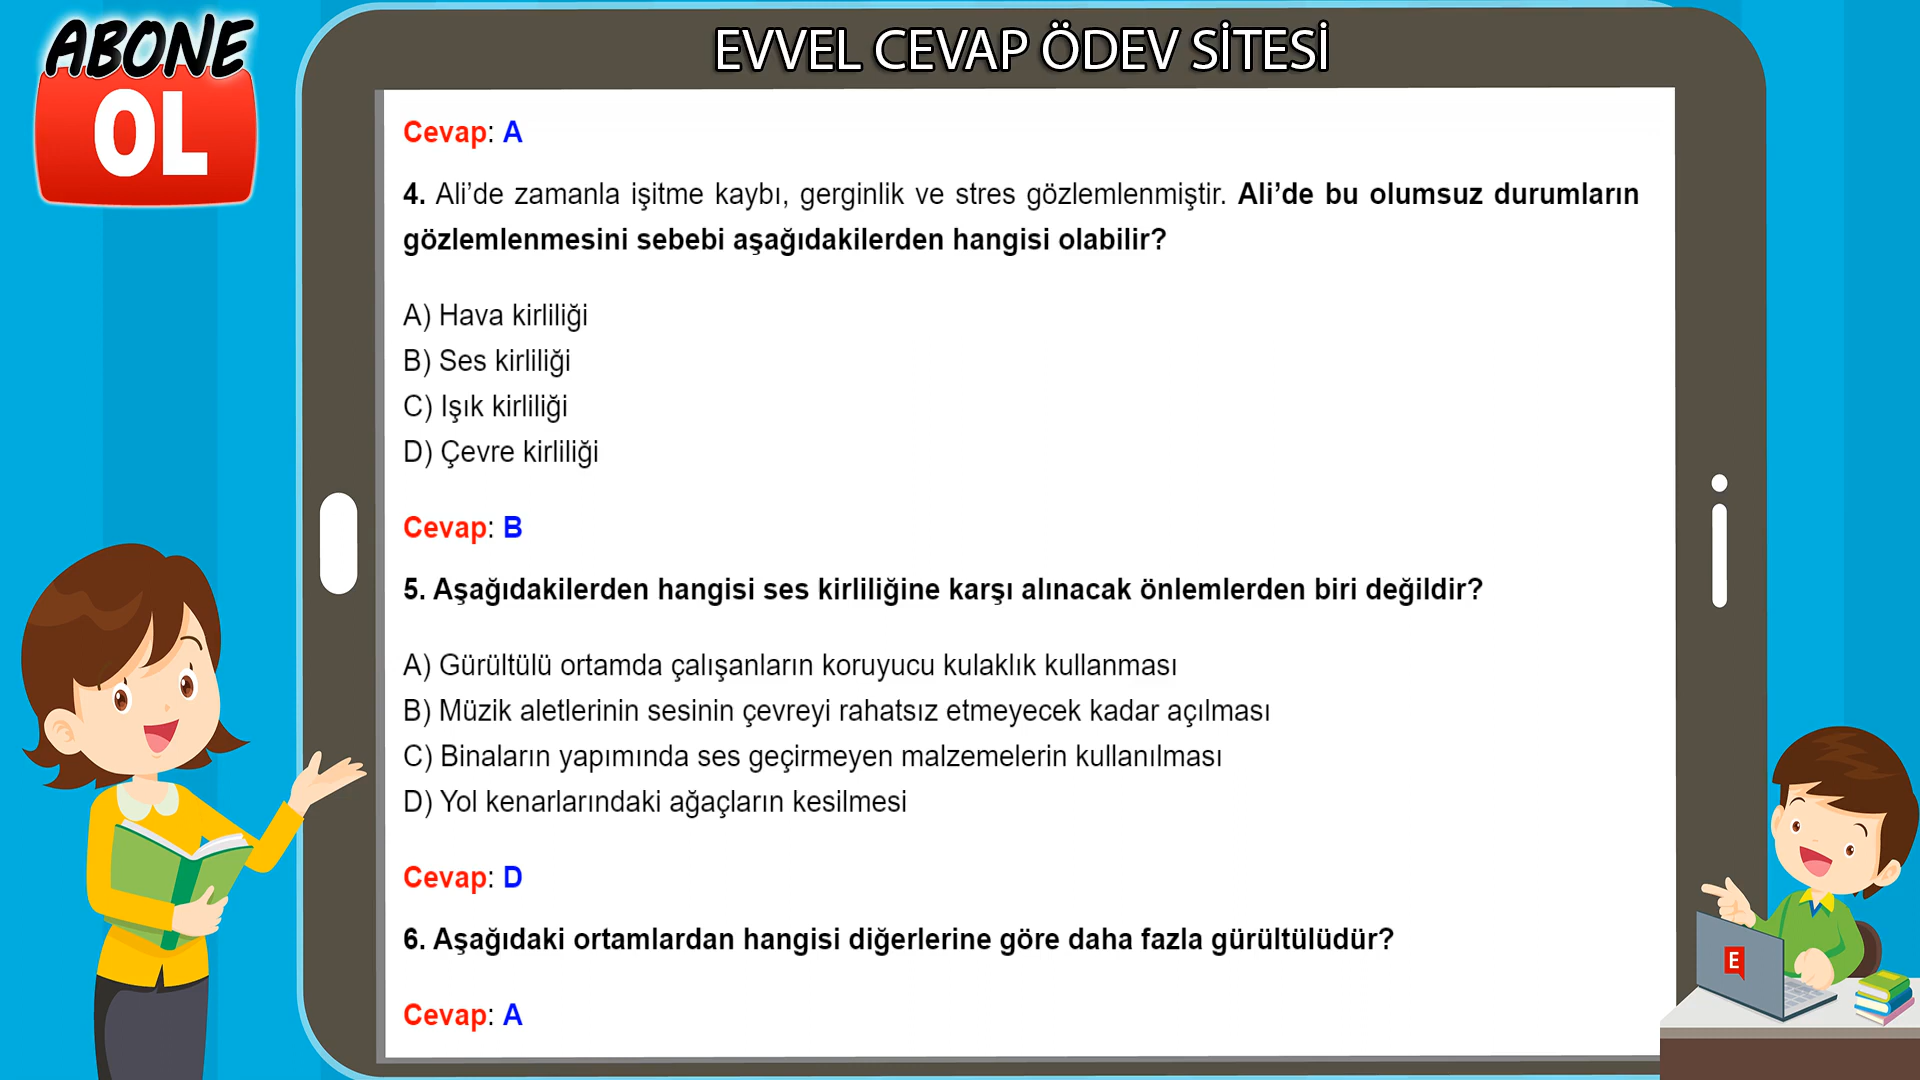 ABONE
OL
EVVEL CEVAP ÖDEV SİTESİ
Cevap: A
4. Ali’de zamanla işitme kaybı, gerginlik ve stres gözlemlenmiştir. Ali’de bu olumsuz durumların
gözlemlenmesini sebebi aşağıdakilerden hangisi olabilir?
A) Hava kirliliği
B) Ses kirliliği
C) Işık kirliliği
D) Çevre kirliliği
Cevap: B
5. Aşağıdakilerden hangisi ses kirliliğine karşı alınacak önlemlerden biri değildir?
A) Gürültülü ortamda çalışanların koruyucu kulaklık kullanması
B) Müzik aletlerinin sesinin çevreyi rahatsız etmeyecek kadar açılması
C) Binaların yapımında ses geçirmeyen malzemelerin kullanılması
D) Yol kenarlarındaki ağaçların kesilmesi
Cevap: D
6. Aşağıdaki ortamlardan hangisi diğerlerine göre daha fazla gürültülüdür?
Cevap: A
E